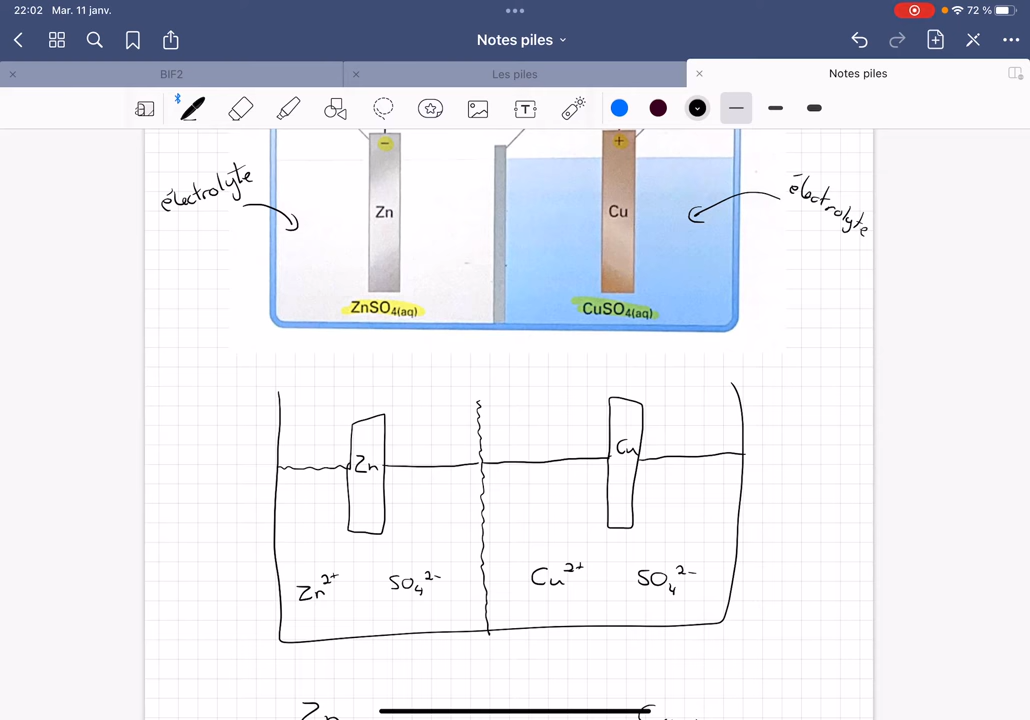 22:02 Mar. 11 janv.
72 %
Notes piles
BIF2
Les piles
Notes piles
T
− +
électrolyte
électrolyte
Zn Cu
ZnSO4(aq) CuSO4(aq)
Zn Cu
Zn2+ SO42− Cu2+ SO42−
Zn